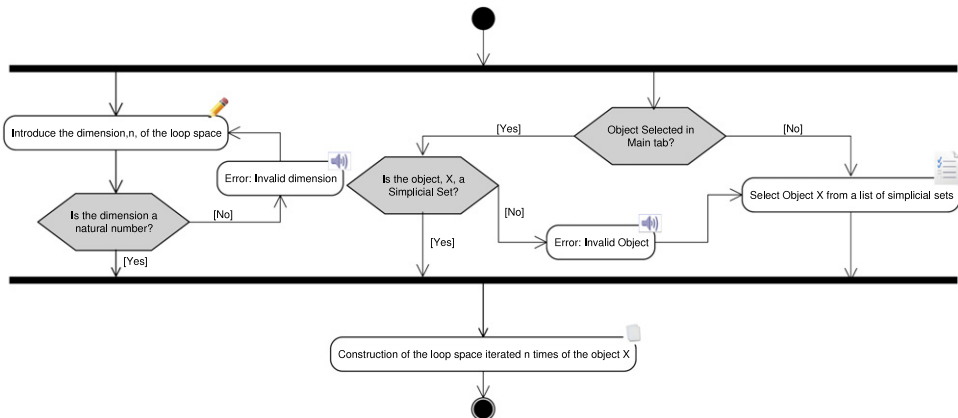 Introduce the dimension,n, of the loop space
Error: Invalid dimension
Is the dimension a
natural number?
[No]
[Yes]
Object Selected in
Main tab?
[Yes]
[No]
Is the object, X, a
Simplicial Set?
[No]
[Yes]
Error: Invalid Object
Select Object X from a list of simplicial sets
Construction of the loop space iterated n times of the object X